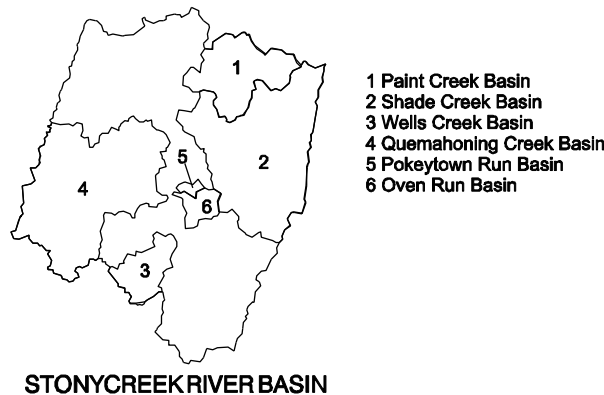 1
2
3
4
5
6
1 Paint Creek Basin
2 Shade Creek Basin
3 Wells Creek Basin
4 Quemahoning Creek Basin
5 Pokeytown Run Basin
6 Oven Run Basin
STONYCREEK RIVER BASIN